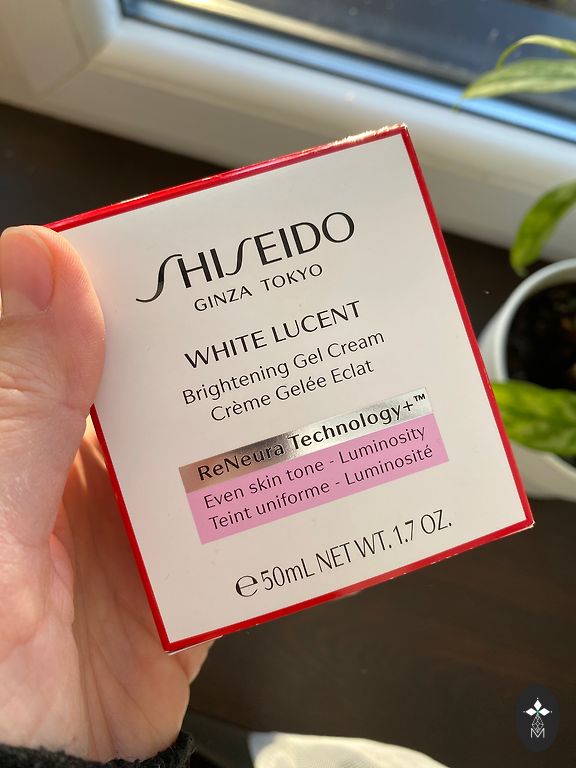 SHISEIDO
GINZA TOKYO
WHITE LUCENT
Brightening Gel Cream
Crème Gelée Eclat
ReNeura Technology+™
Even skin tone - Luminosity
Teint uniforme - Luminosité
℮50mL NET WT. 1.7 OZ.
M